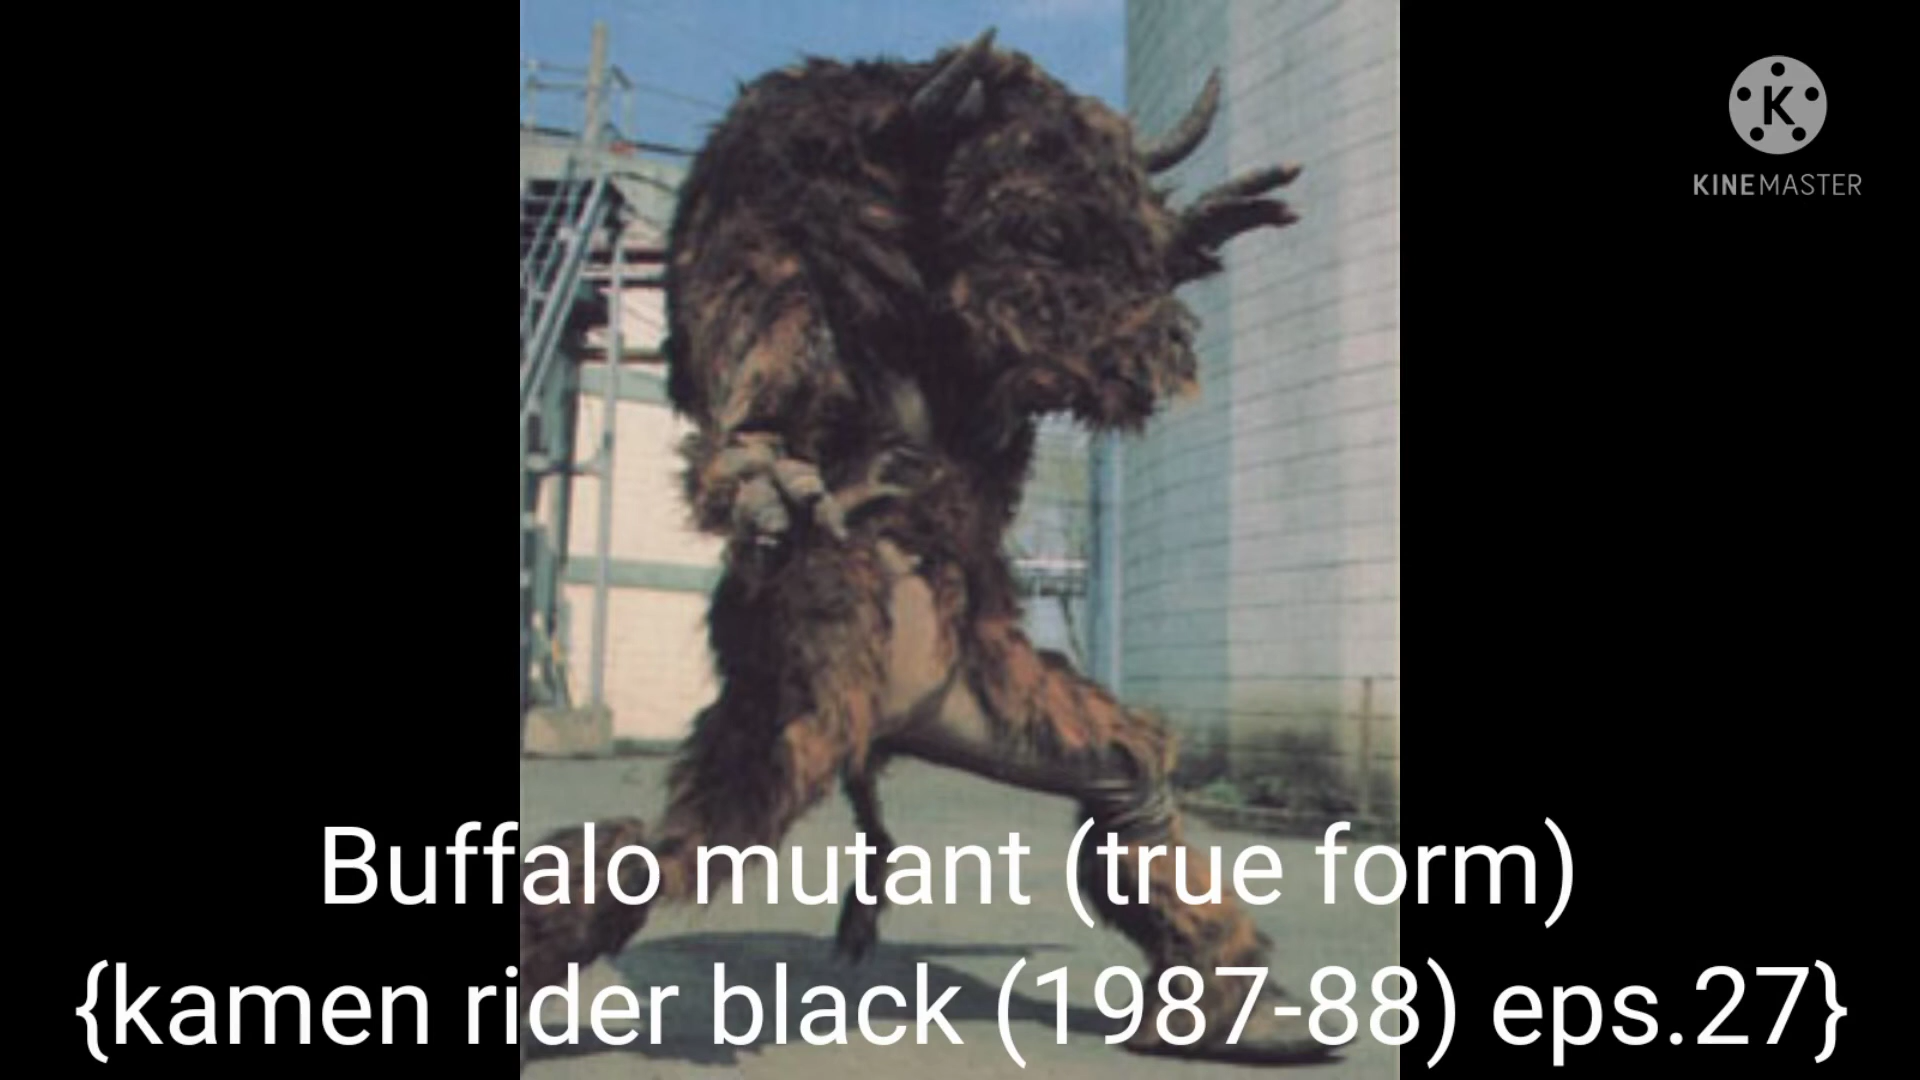 K
KINEMASTER
Buffalo mutant (true form)
{kamen rider black (1987-88) eps.27}